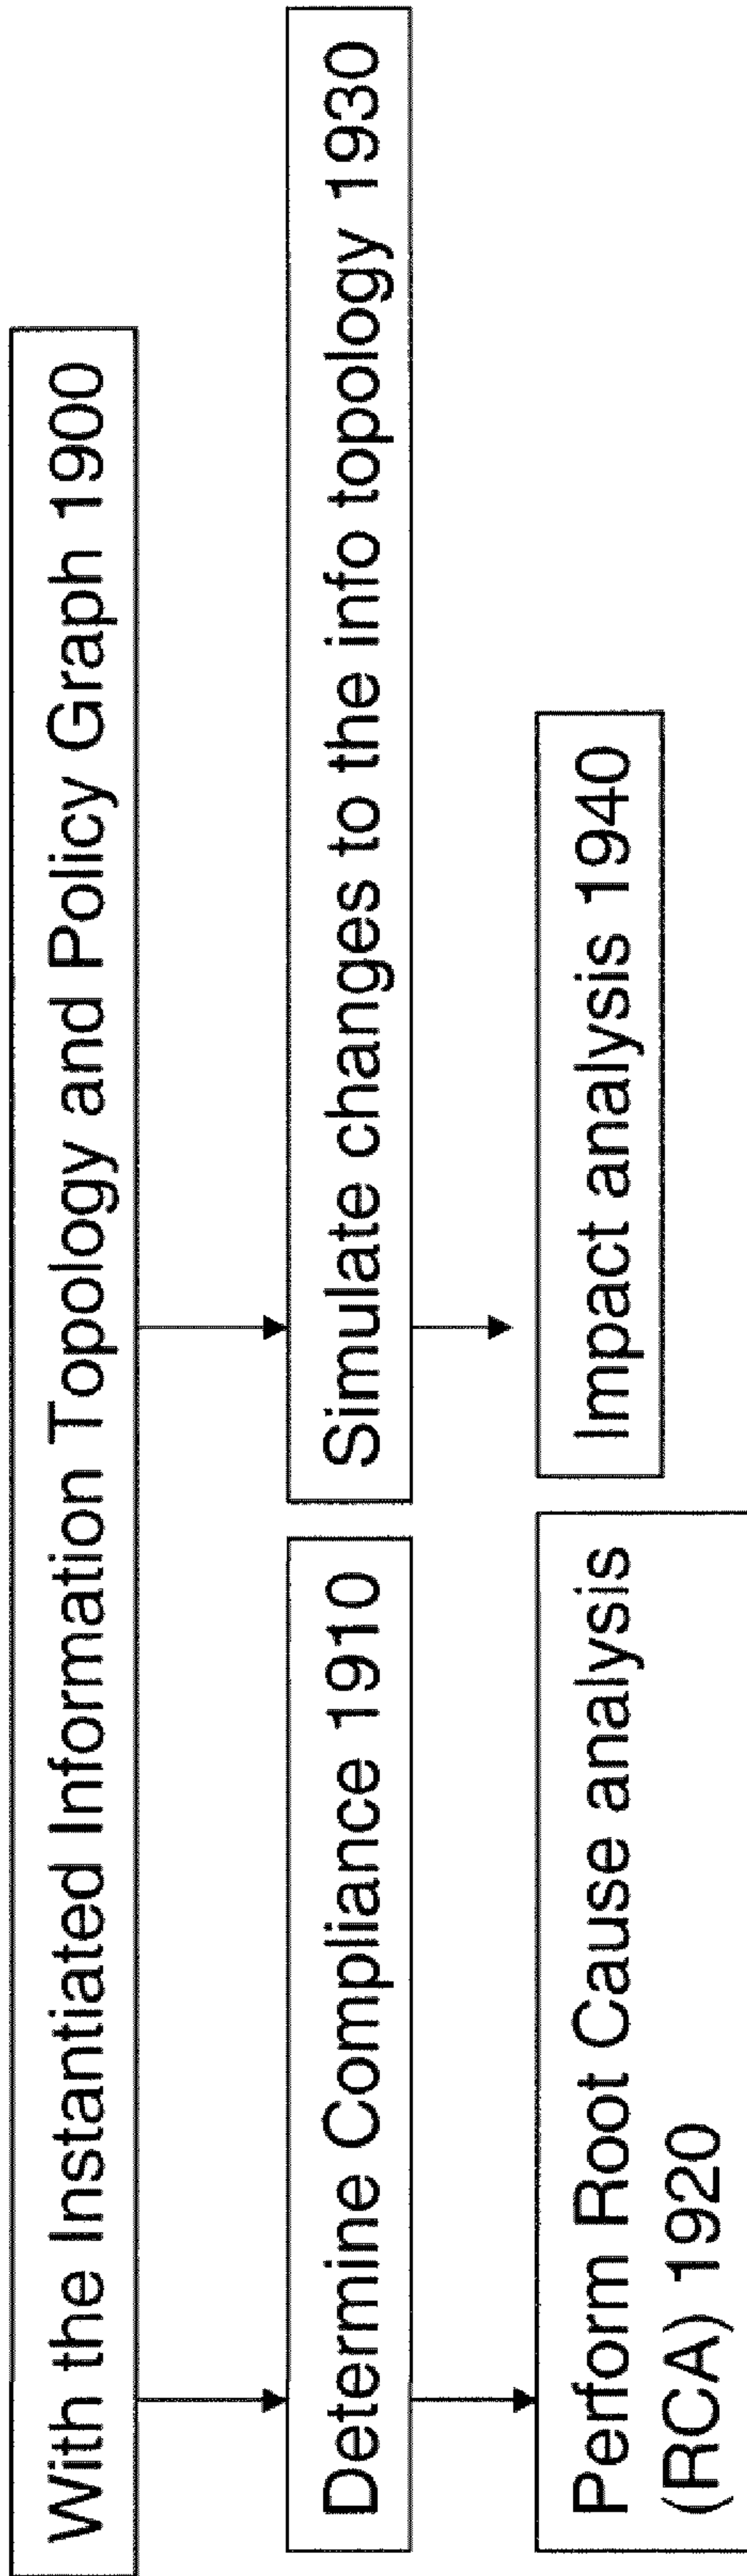 With the Instantiated Information Topology and Policy Graph 1900
Determine Compliance 1910
Simulate changes to the info topology 1930
Perform Root Cause analysis
(RCA) 1920
Impact analysis 1940